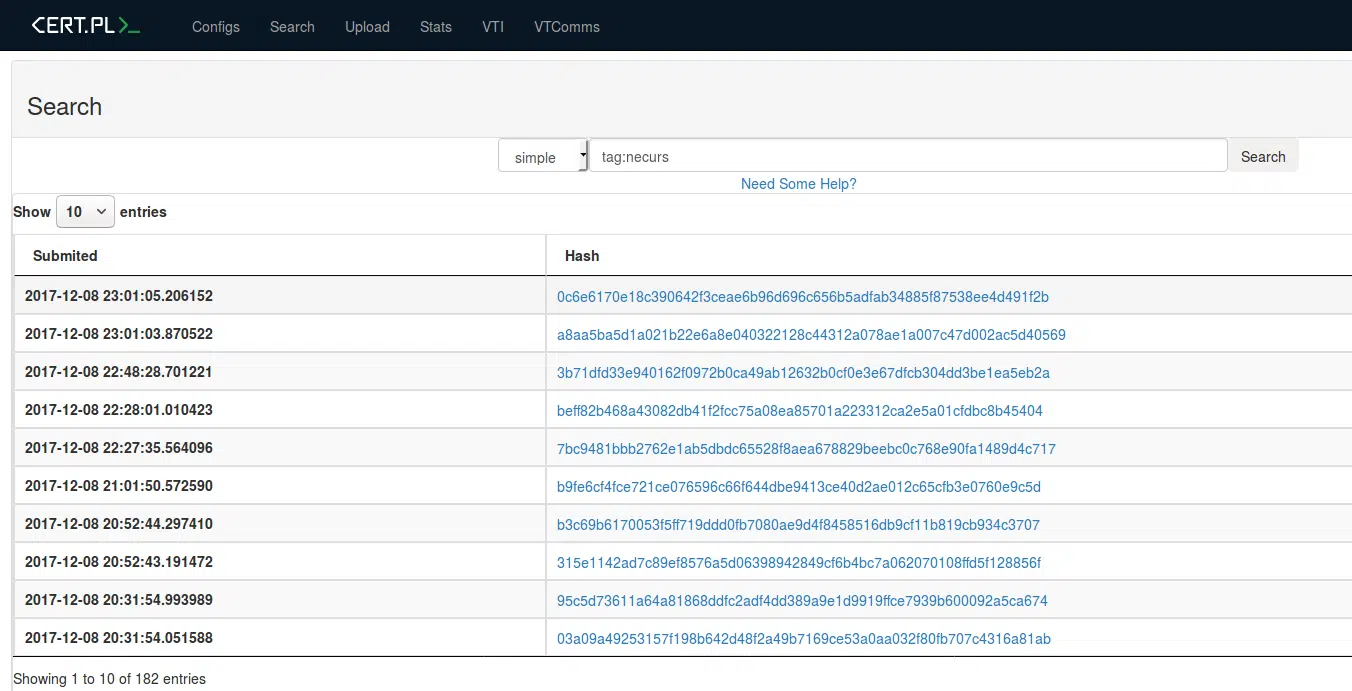 CERT.PL>_ Configs Search Upload Stats VTI VTComms
Search
simple tag:necurs Search
Need Some Help?
Show 10 entries
Submited Hash
2017-12-08 23:01:05.206152 0c6e6170e18c390642f3ceae6b96d696c656b5adfab34885f87538ee4d491f2b
2017-12-08 23:01:03.870522 a8aa5ba5d1a021b22e6a8e040322128c44312a078ae1a007c47d002ac5d40569
2017-12-08 22:48:28.701221 3b71dfd33e940162f0972b0ca49ab12632b0cf0e3e67dfcb304dd3be1ea5eb2a
2017-12-08 22:28:01.010423 beff82b468a43082db41f2fcc75a08ea85701a223312ca2e5a01cfdbc8b45404
2017-12-08 22:27:35.564096 7bc9481bbb2762e1ab5dbdc65528f8aea678829beebc0c768e90fa1489d4c717
2017-12-08 21:01:50.572590 b9fe6cf4fce721ce076596c66f644dbe9413ce40d2ae012c65cfb3e0760e9c5d
2017-12-08 20:52:44.297410 b3c69b6170053f5ff719ddd0fb7080ae9d4f8458516db9cf11b819cb934c3707
2017-12-08 20:52:43.191472 315e1142ad7c89ef8576a5d06398942849cf6b4bc7a062070108ffd5f128856f
2017-12-08 20:31:54.993989 95c5d73611a64a81868ddfc2adf4dd389a9e1d9919ffce7939b600092a5ca674
2017-12-08 20:31:54.051588 03a09a49253157f198b642d48f2a49b7169ce53a0aa032f80fb707c4316a81ab
Showing 1 to 10 of 182 entries